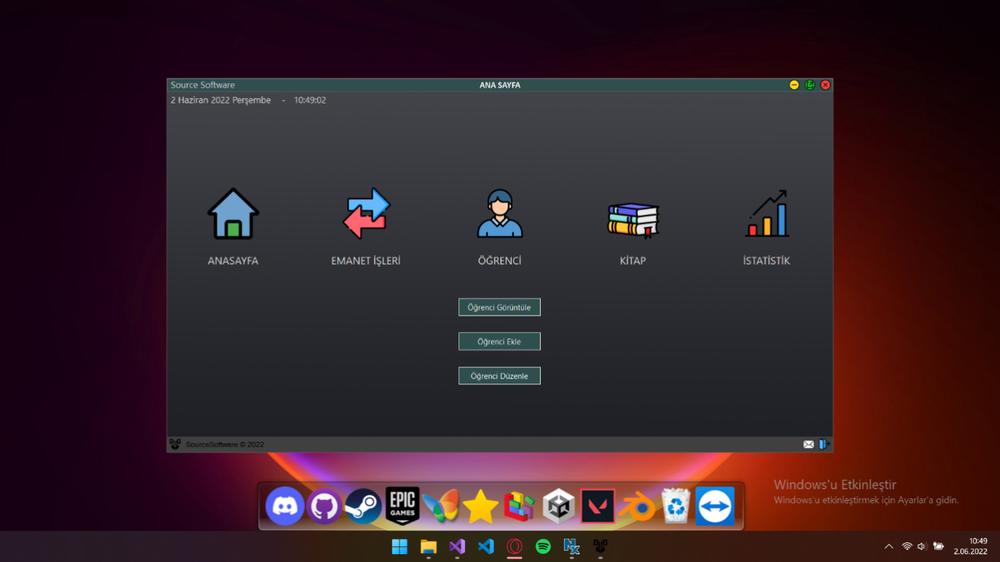 Source Software
ANA SAYFA
2 Haziran 2022 Perşembe - 10:49:02
ANASAYFA
EMANET İŞLERİ
ÖĞRENCİ
KİTAP
İSTATİSTİK
Öğrenci Görüntüle
Öğrenci Ekle
Öğrenci Düzenle
SourceSoftware © 2022
Windows'u Etkinleştir
Windows'u etkinleştirmek için Ayarlar'a gidin.
EPIC
GAMES
10:49
2.06.2022